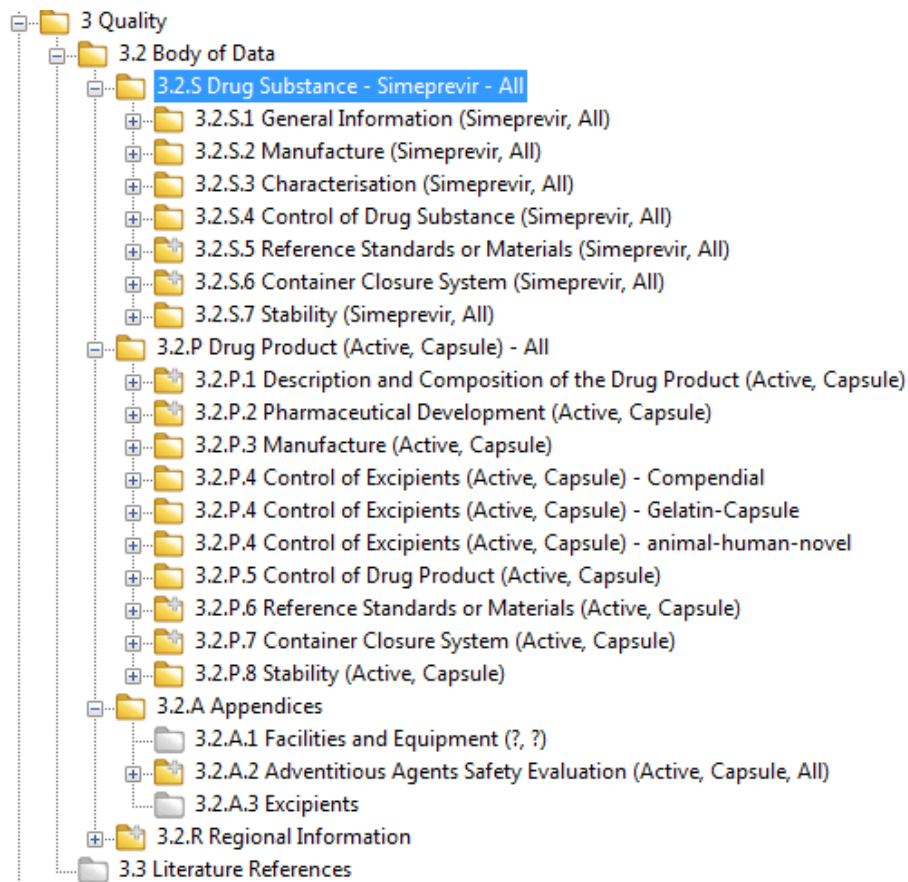 3 Quality
3.2 Body of Data
3.2.S Drug Substance - Simeprevir - All
3.2.S.1 General Information (Simeprevir, All)
3.2.S.2 Manufacture (Simeprevir, All)
3.2.S.3 Characterisation (Simeprevir, All)
3.2.S.4 Control of Drug Substance (Simeprevir, All)
3.2.S.5 Reference Standards or Materials (Simeprevir, All)
3.2.S.6 Container Closure System (Simeprevir, All)
3.2.S.7 Stability (Simeprevir, All)
3.2.P Drug Product (Active, Capsule) - All
3.2.P.1 Description and Composition of the Drug Product (Active, Capsule)
3.2.P.2 Pharmaceutical Development (Active, Capsule)
3.2.P.3 Manufacture (Active, Capsule)
3.2.P.4 Control of Excipients (Active, Capsule) - Compendial
3.2.P.4 Control of Excipients (Active, Capsule) - Gelatin-Capsule
3.2.P.4 Control of Excipients (Active, Capsule) - animal-human-novel
3.2.P.5 Control of Drug Product (Active, Capsule)
3.2.P.6 Reference Standards or Materials (Active, Capsule)
3.2.P.7 Container Closure System (Active, Capsule)
3.2.P.8 Stability (Active, Capsule)
3.2.A Appendices
3.2.A.1 Facilities and Equipment (?, ?)
3.2.A.2 Adventitious Agents Safety Evaluation (Active, Capsule, All)
3.2.A.3 Excipients
3.2.R Regional Information
3.3 Literature References